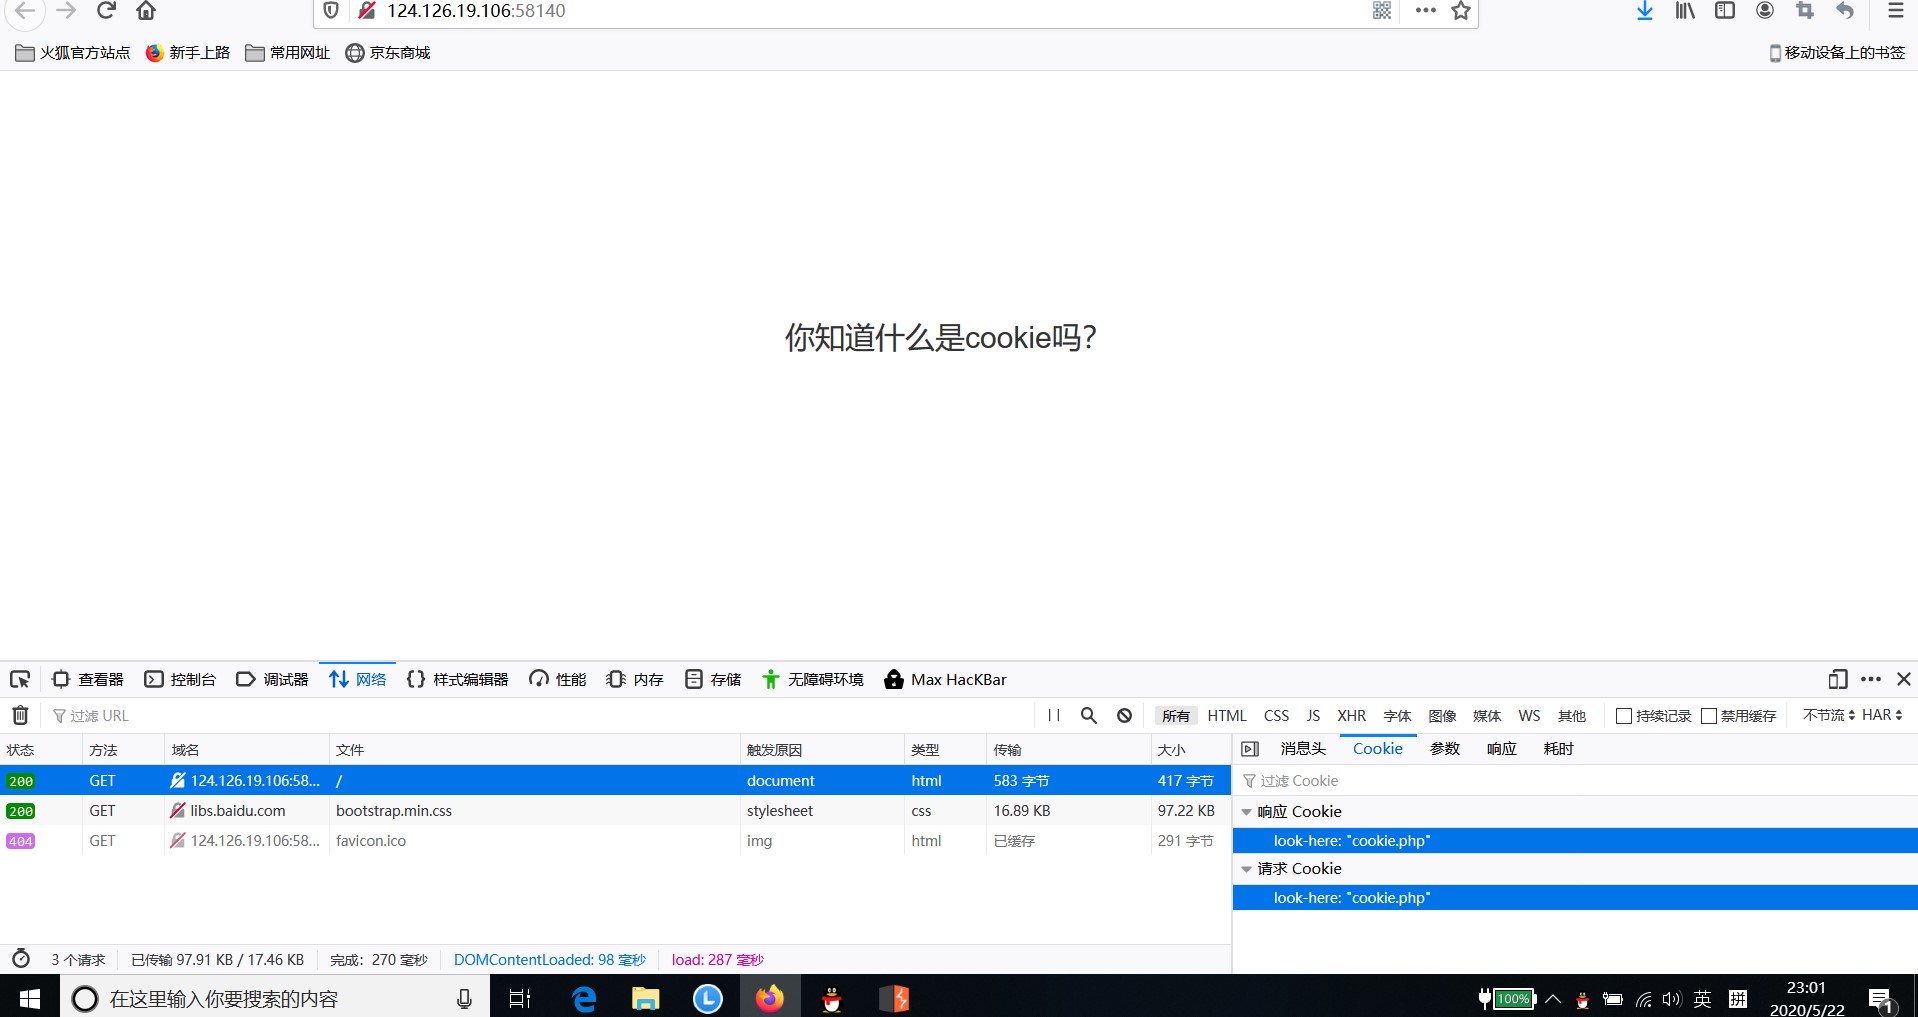 124.126.19.106:58140
火狐官方站点 新手上路 常用网址 京东商城 移动设备上的书签
你知道什么是cookie吗?
查看器 控制台 调试器 网络 {} 样式编辑器 性能 内存 存储 无障碍环境 Max HacKBar
过滤 URL 所有 HTML CSS JS XHR 字体 图像 媒体 WS 其他 持续记录 禁用缓存 不节流 HAR
状态 方法 域名 文件 触发原因 类型 传输 大小 消息头 Cookie 参数 响应 耗时
200 GET 124.126.19.106:58... / document html 583 字节 417 字节 过滤 Cookie
200 GET libs.baidu.com bootstrap.min.css stylesheet css 16.89 KB 97.22 KB 响应 Cookie
404 GET 124.126.19.106:58... favicon.ico img html 已缓存 291 字节 look-here: "cookie.php"
请求 Cookie
look-here: "cookie.php"
3 个请求 已传输 97.91 KB / 17.46 KB 完成: 270 毫秒 DOMContentLoaded: 98 毫秒 load: 287 毫秒
在这里输入你要搜索的内容 100% 英 拼 23:01 1
2020/5/22